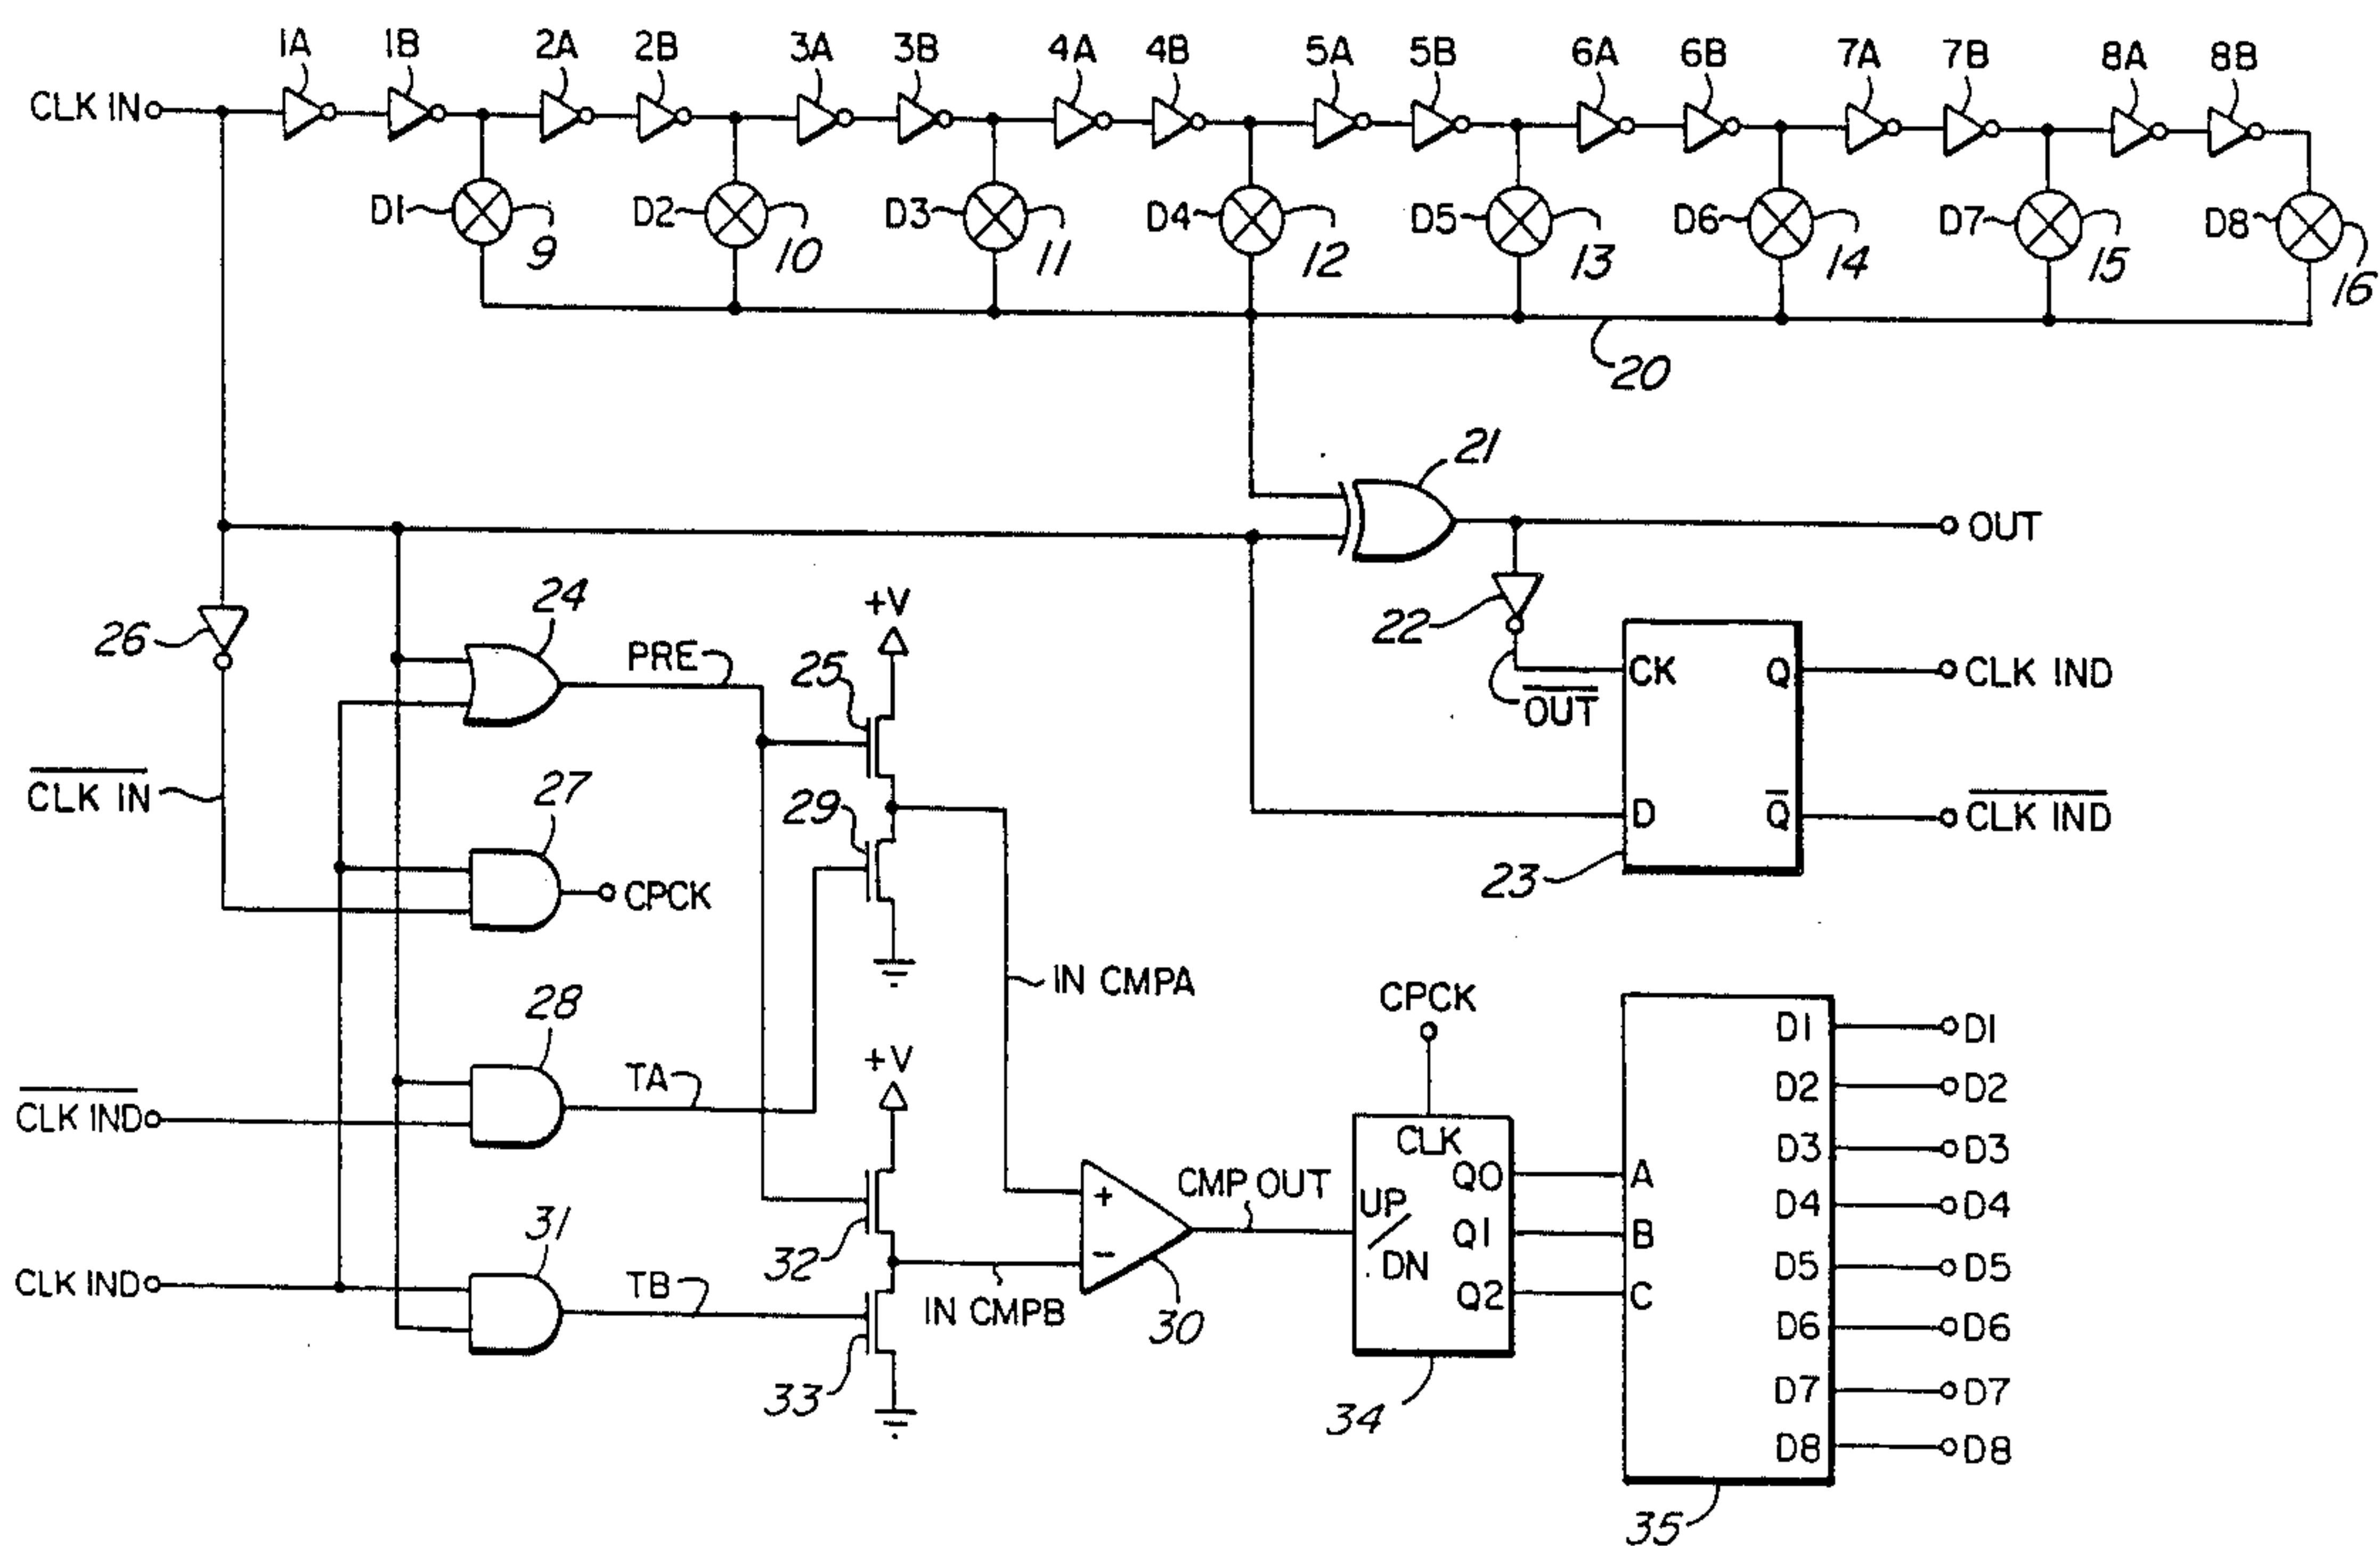 1A 1B 2A 2B 3A 3B 4A 4B 5A 5B 6A 6B 7A 7B 8A 8B
CLK IN
D1 9 D2 10 D3 11 D4 12 D5 13 D6 14 D7 15 D8 16
20
21
OUT
22
OUT
CK Q CLK IND
D Q CLK IND
23
26
24
PRE
25
+V
CLK IN
27
CPCK
29
IN CMPA
28
CLK IND
TA
+V
31
CLK IND
TB
32
33
IN CMPB
+
-
30
CMP OUT
CPCK
CLK
UP/DN
Q0
Q1
Q2
34
A
B
C
D1 D1
D2 D2
D3 D3
D4 D4
D5 D5
D6 D6
D7 D7
D8 D8
35